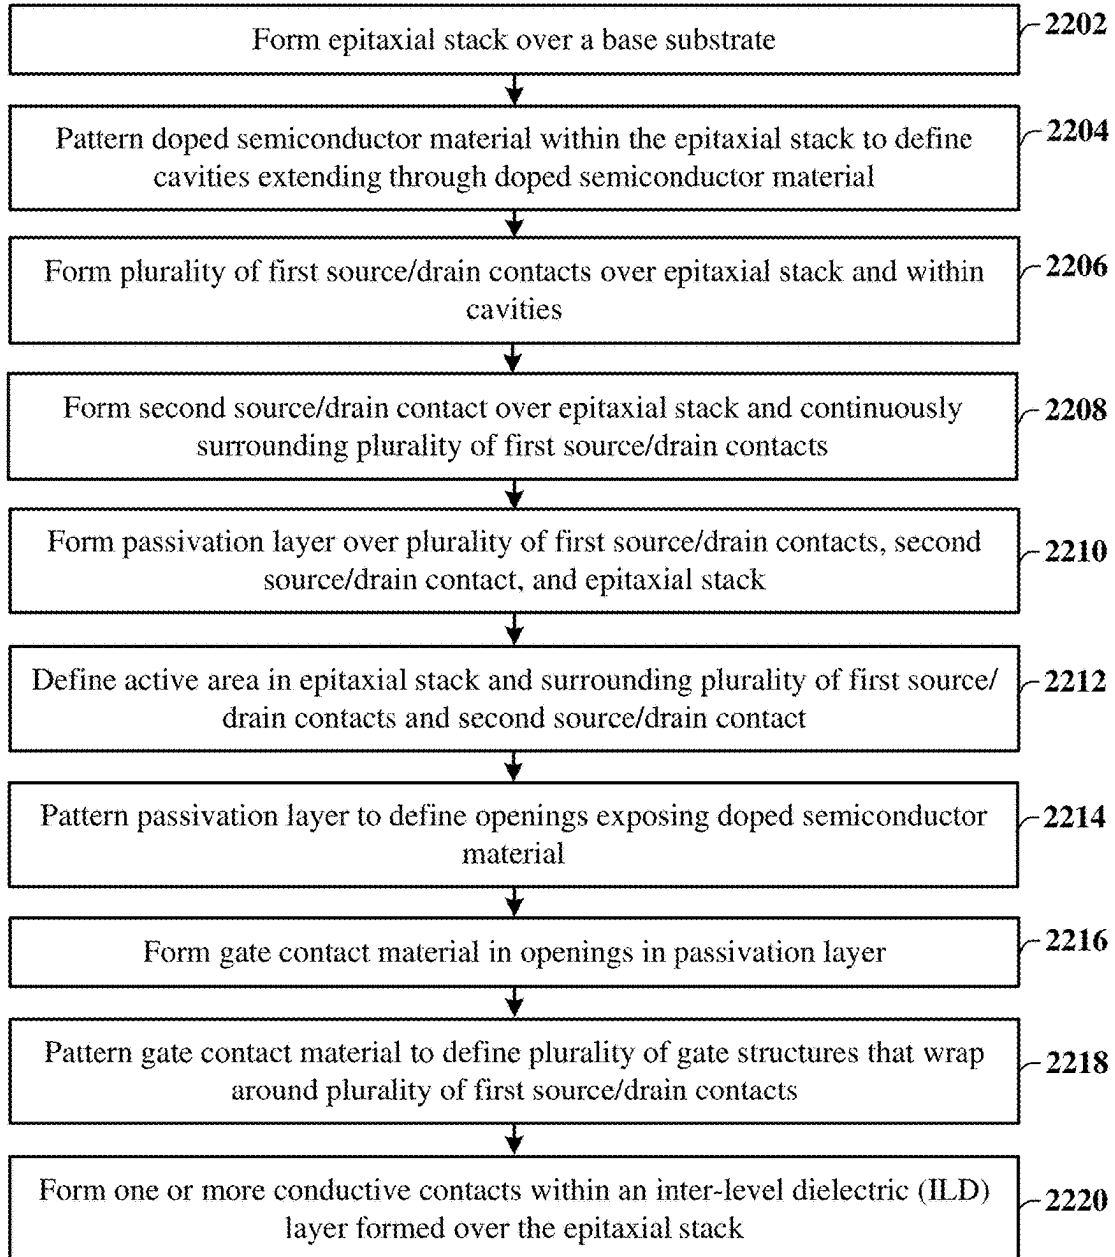 Form epitaxial stack over a base substrate
2202
Pattern doped semiconductor material within the epitaxial stack to define
cavities extending through doped semiconductor material
2204
Form plurality of first source/drain contacts over epitaxial stack and within
cavities
2206
Form second source/drain contact over epitaxial stack and continuously
surrounding plurality of first source/drain contacts
2208
Form passivation layer over plurality of first source/drain contacts, second
source/drain contact, and epitaxial stack
2210
Define active area in epitaxial stack and surrounding plurality of first source/
drain contacts and second source/drain contact
2212
Pattern passivation layer to define openings exposing doped semiconductor
material
2214
Form gate contact material in openings in passivation layer
2216
Pattern gate contact material to define plurality of gate structures that wrap
around plurality of first source/drain contacts
2218
Form one or more conductive contacts within an inter-level dielectric (ILD)
layer formed over the epitaxial stack
2220